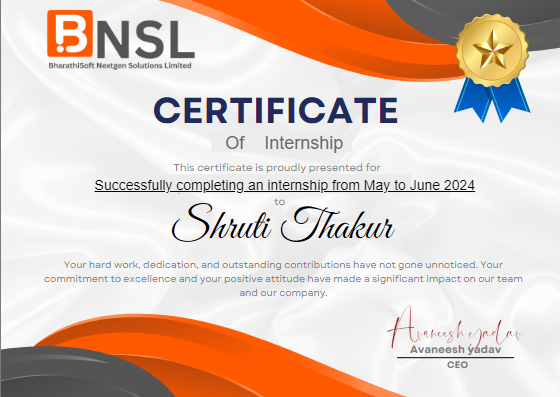 BNSL
BharathiSoft Nextgen Solutions Limited
CERTIFICATE
Of Internship
This certificate is proudly presented for
Successfully completing an internship from May to June 2024
to
Shruti Thakur
Your hard work, dedication, and outstanding contributions have not gone unnoticed. Your
commitment to excellence and your positive attitude have made a significant impact on our team
and our company.
Avaneesh yadav
Avaneesh yadav
CEO